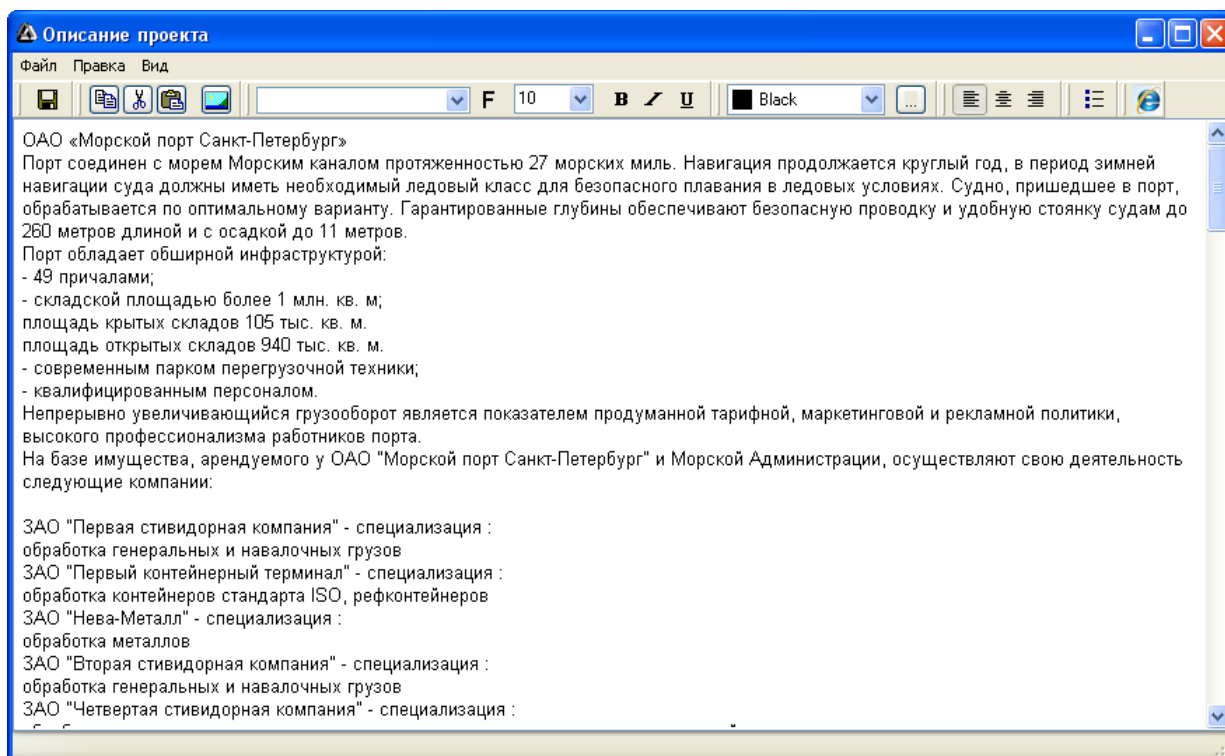 Описание проекта
Файл Правка Вид
F 10 B I U Black ...
ОАО «Морской порт Санкт-Петербург»
Порт соединен с морем Морским каналом протяженностью 27 морских миль. Навигация продолжается круглый год, в период зимней
навигации суда должны иметь необходимый ледовый класс для безопасного плавания в ледовых условиях. Судно, пришедшее в порт,
обрабатывается по оптимальному варианту. Гарантированные глубины обеспечивают безопасную проводку и удобную стоянку судам до
260 метров длиной и с осадкой до 11 метров.
Порт обладает обширной инфраструктурой:
- 49 причалами;
- складской площадью более 1 млн. кв. м;
площадь крытых складов 105 тыс. кв. м.
площадь открытых складов 940 тыс. кв. м.
- современным парком перегрузочной техники;
- квалифицированным персоналом.
Непрерывно увеличивающийся грузооборот является показателем продуманной тарифной, маркетинговой и рекламной политики,
высокого профессионализма работников порта.
На базе имущества, арендуемого у ОАО "Морской порт Санкт-Петербург" и Морской Администрации, осуществляют свою деятельность
следующие компании:
ЗАО "Первая стивидорная компания" - специализация :
обработка генеральных и навалочных грузов
ЗАО "Первый контейнерный терминал" - специализация :
обработка контейнеров стандарта ISO, рефконтейнеров
ЗАО "Нева-Металл" - специализация :
обработка металлов
ЗАО "Вторая стивидорная компания" - специализация :
обработка генеральных и навалочных грузов
ЗАО "Четвертая стивидорная компания" - специализация :